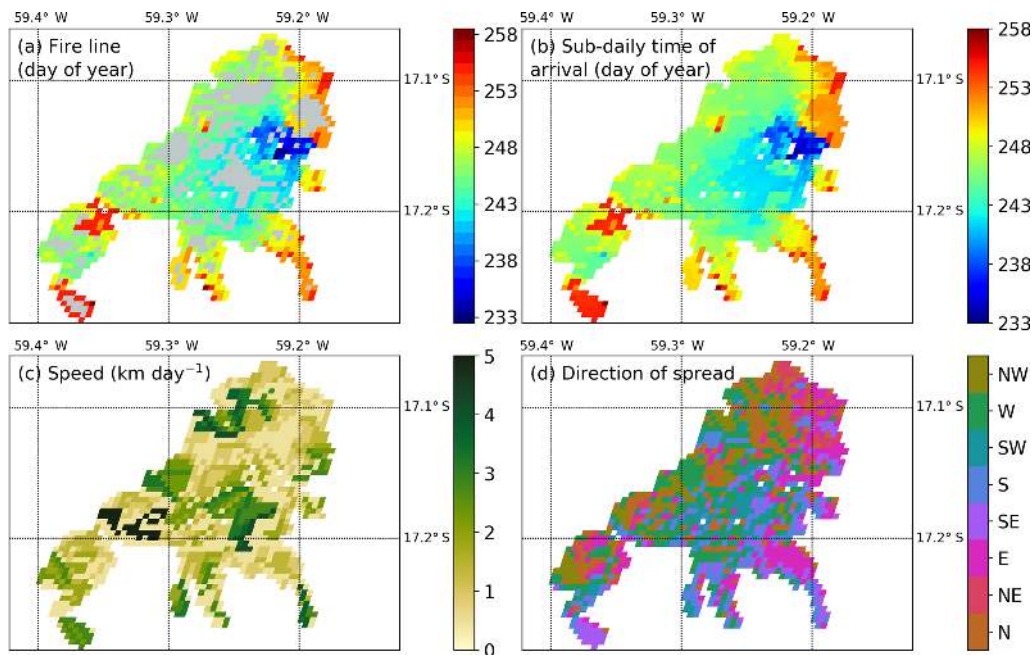 59.4° W 59.3° W 59.2° W
(a) Fire line
(day of year)
17.1° S
17.2° S
258
253
248
243
238
233
59.4° W 59.3° W 59.2° W
(b) Sub-daily time of
arrival (day of year)
17.1° S
17.2° S
258
253
248
243
238
233
59.4° W 59.3° W 59.2° W
(c) Speed (km day⁻¹)
17.1° S
17.2° S
5
4
3
2
1
0
59.4° W 59.3° W 59.2° W
(d) Direction of spread
17.1° S
17.2° S
NW
W
SW
S
SE
E
NE
N